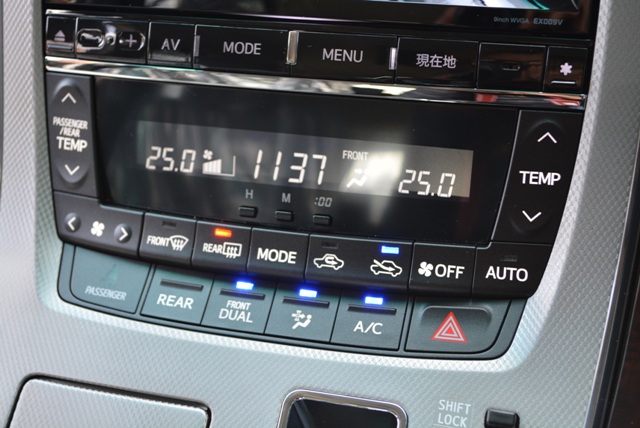 9inch WVGA EX009V
AV MODE MENU 現在地 *
PASSENGER
/REAR
TEMP
25.0 1137 FRONT 25.0
H M :00
TEMP
FRONT REAR MODE OFF AUTO
PASSENGER REAR FRONT
DUAL A/C
SHIFT
LOCK